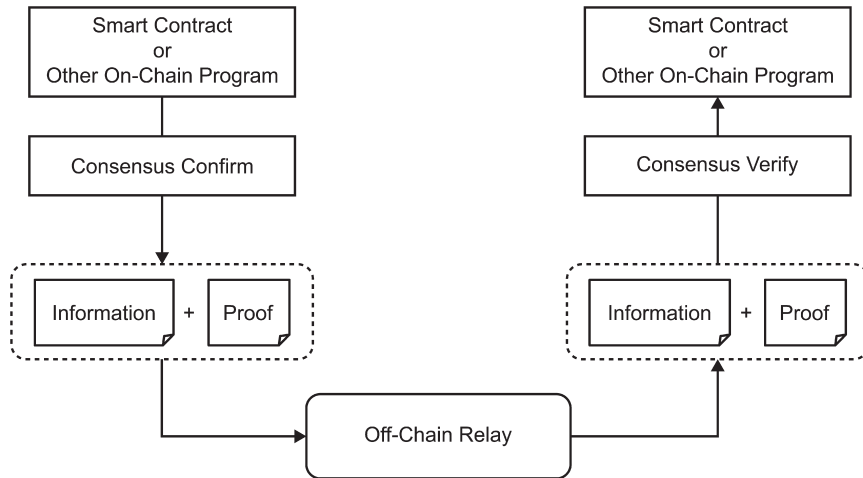 Smart Contract
or
Other On-Chain Program
Consensus Confirm
Information + Proof
Off-Chain Relay
Smart Contract
or
Other On-Chain Program
Consensus Verify
Information + Proof